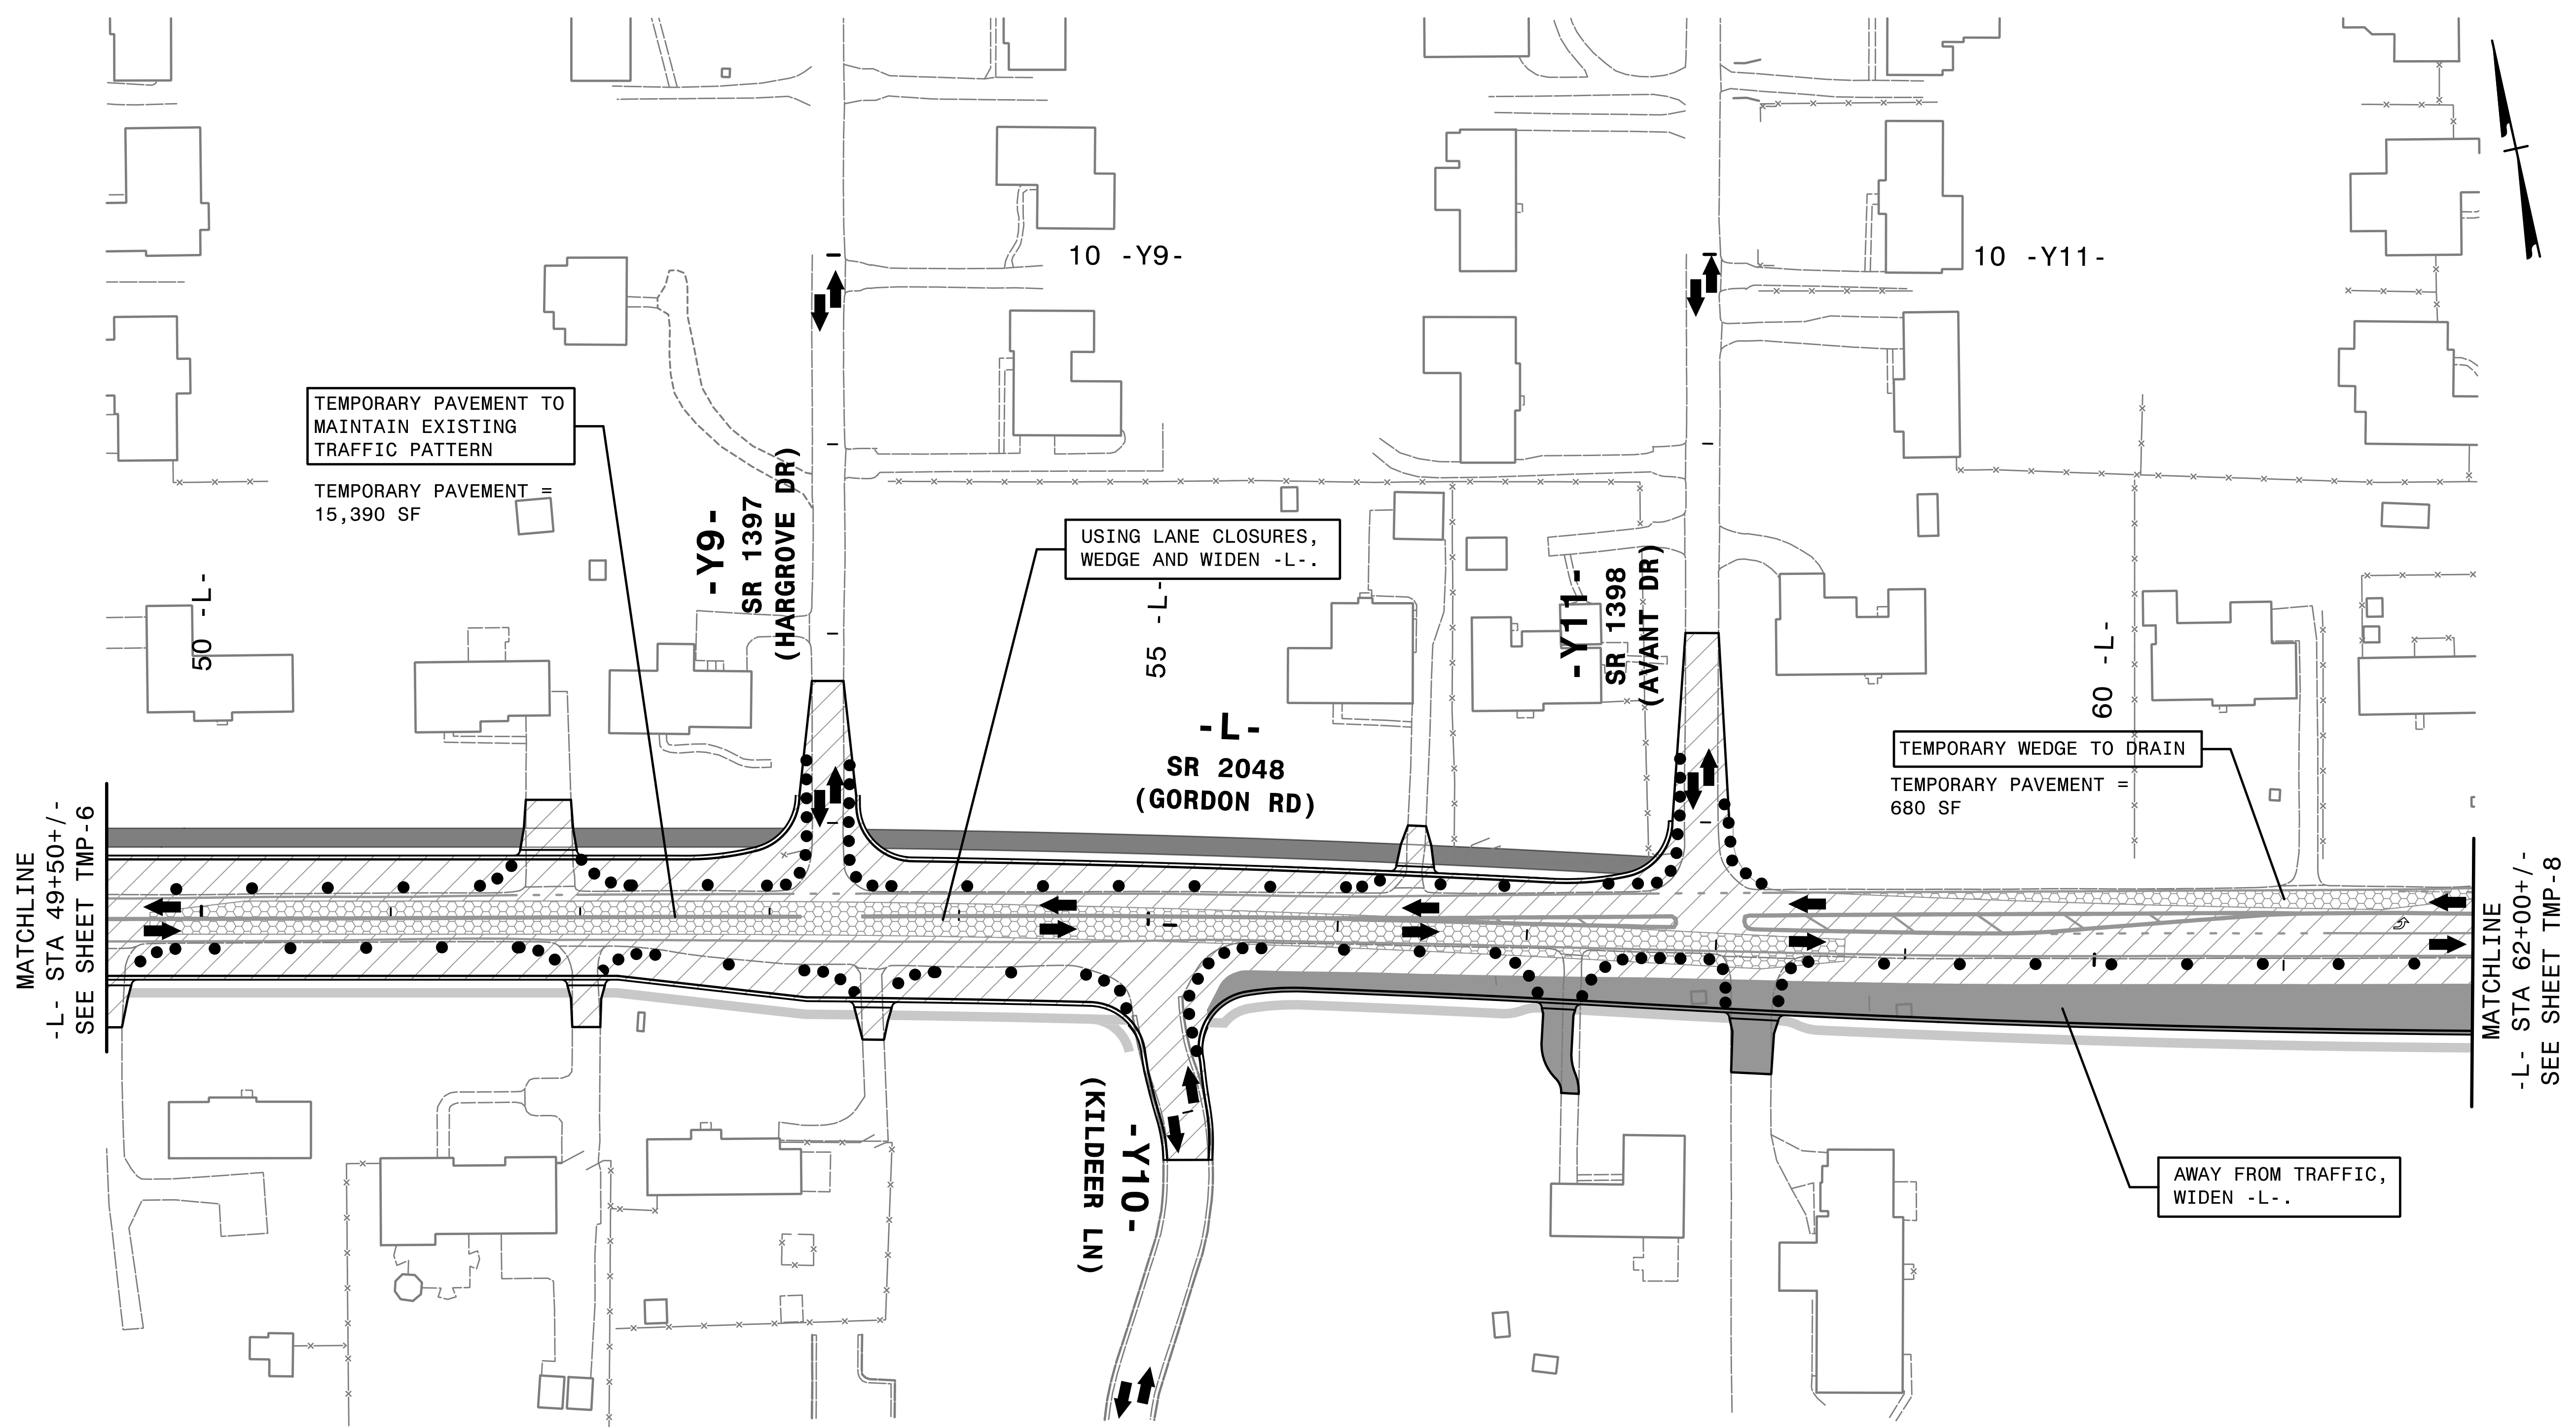 10 -Y9-
10 -Y11-
TEMPORARY PAVEMENT TO
MAINTAIN EXISTING
TRAFFIC PATTERN
TEMPORARY PAVEMENT =
15,390 SF
-Y9-
SR 1397
(HARGROVE DR)
USING LANE CLOSURES,
WEDGE AND WIDEN -L-.
50 -L-
55 -L-
-Y11-
SR 1398
(AVANT DR)
60 -L-
-L-
SR 2048
(GORDON RD)
TEMPORARY WEDGE TO DRAIN
TEMPORARY PAVEMENT =
680 SF
MATCHLINE
-L- STA 49+50+/-
SEE SHEET TMP-6
MATCHLINE
-L- STA 62+00+/-
SEE SHEET TMP-8
-Y10-
(KILDEER LN)
AWAY FROM TRAFFIC,
WIDEN -L-.